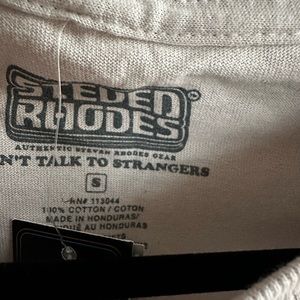 STEVEN
RHODES
AUTHENTIC STEVEN RHODES GEAR
N'T TALK TO STRANGERS
S
RN# 113044
100% COTTON / COTON
MADE IN HONDURAS/
QUÉ AU HONDURAS